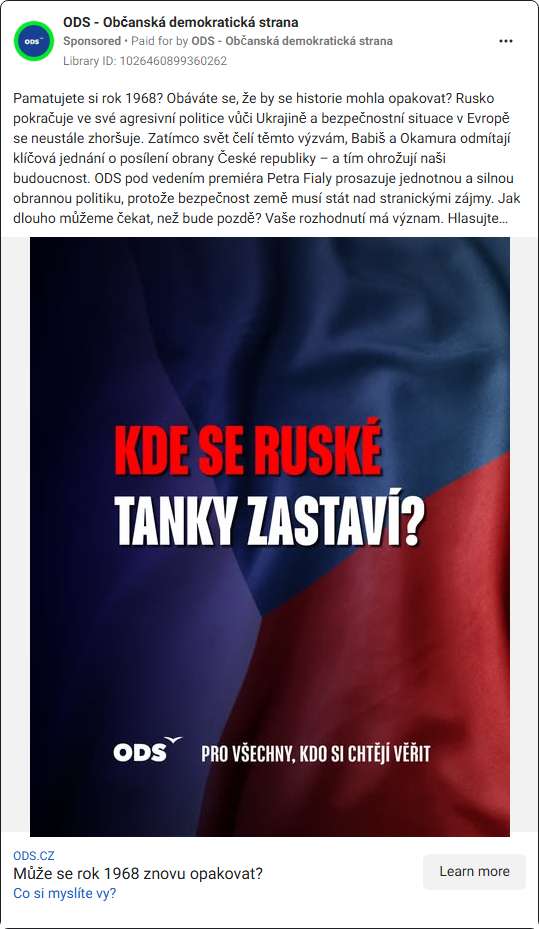 ODS - Občanská demokratická strana
Sponsored • Paid for by ODS - Občanská demokratická strana
Library ID: 1026460899360262
ODS
Pamatujete si rok 1968? Obáváte se, že by se historie mohla opakovat? Rusko
pokračuje ve své agresivní politice vůči Ukrajině a bezpečnostní situace v Evropě
se neustále zhoršuje. Zatímco svět čelí těmto výzvám, Babiš a Okamura odmítají
klíčová jednání o posílení obrany České republiky – a tím ohrožují naši
budoucnost. ODS pod vedením premiéra Petra Fialy prosazuje jednotnou a silnou
obrannou politiku, protože bezpečnost země musí stát nad stranickými zájmy. Jak
dlouho můžeme čekat, než bude pozdě? Vaše rozhodnutí má význam. Hlasujte...
KDE SE RUSKÉ
TANKY ZASTAVÍ?
ODS PRO VŠECHNY, KDO SI CHTĚJÍ VĚŘIT
ODS.CZ
Může se rok 1968 znovu opakovat?
Co si myslíte vy?
Learn more